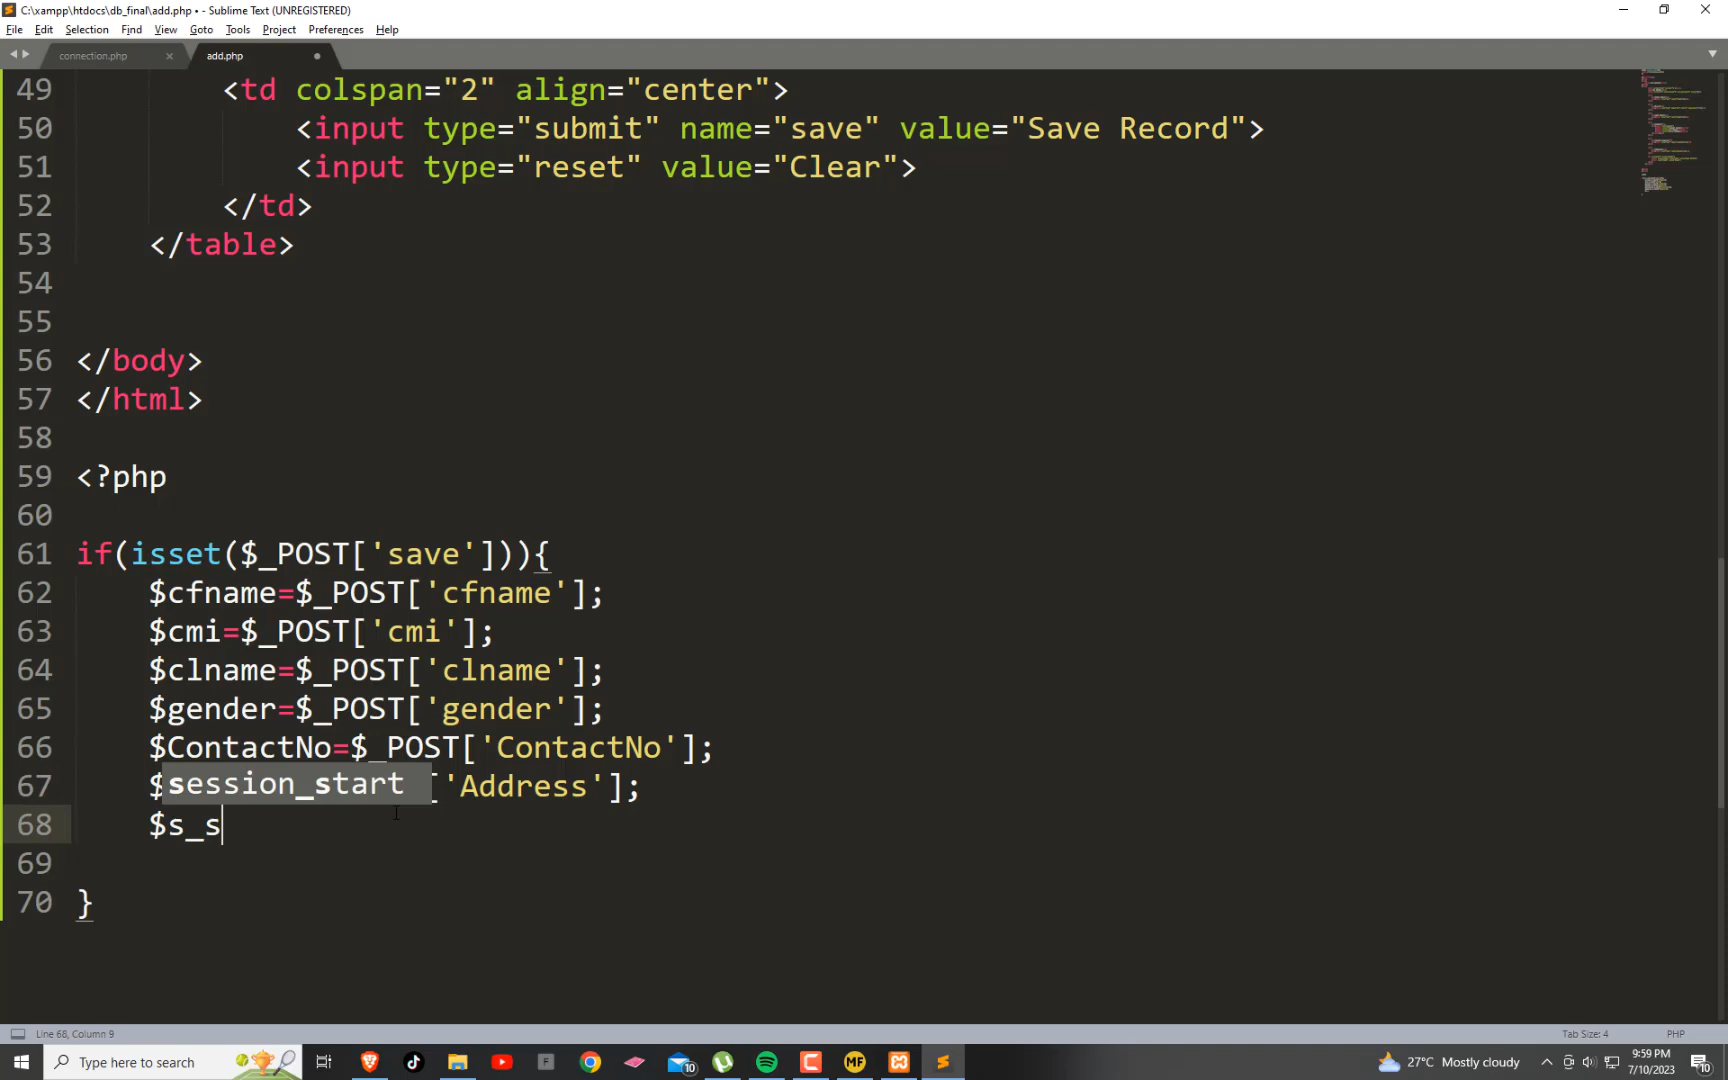 C:\xampp\htdocs\db_final\add.php • - Sublime Text (UNREGISTERED)
File Edit Selection Find View Goto Tools Project Preferences Help
connection.php add.php
49 <td colspan="2" align="center">
50 <input type="submit" name="save" value="Save Record">
51 <input type="reset" value="Clear">
52 </td>
53 </table>
54
55
56 </body>
57 </html>
58
59 <?php
60
61 if(isset($_POST['save'])){
62 $cfname=$_POST['cfname'];
63 $cmi=$_POST['cmi'];
64 $clname=$_POST['clname'];
65 $gender=$_POST['gender'];
66 $ContactNo=$_POST['ContactNo'];
67 $session_start['Address'];
68 $s_s
69
70 }
Line 68, Column 9 Tab Size: 4 PHP
Type here to search 10 27°C Mostly cloudy 9:59 PM 10
7/10/2023